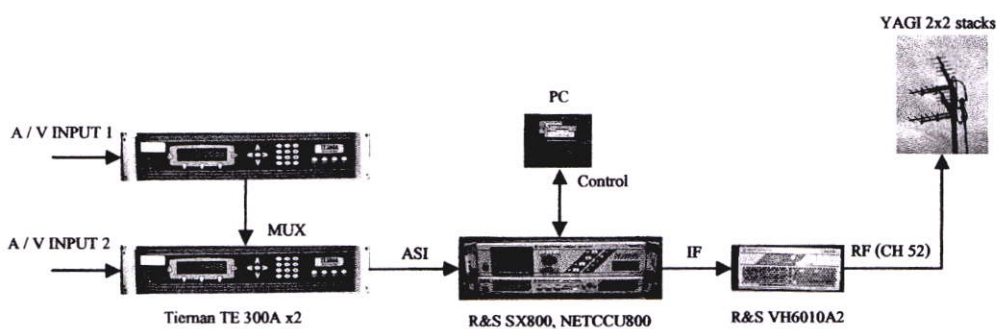 YAGI 2x2 stacks
PC
A / V INPUT 1
Control
A / V INPUT 2
MUX
ASI
IF
RF (CH 52)
Tiernan TE 300A x2
R&S SX800, NETCCU800
R&S VH6010A2